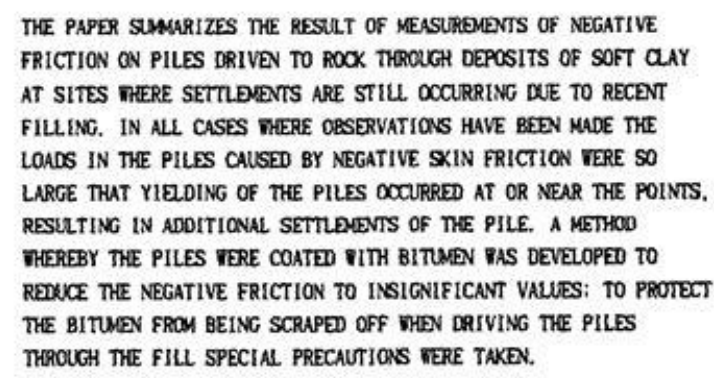 THE PAPER SUMMARIZES THE RESULT OF MEASUREMENTS OF NEGATIVE
FRICTION ON PILES DRIVEN TO ROCK THROUGH DEPOSITS OF SOFT CLAY
AT SITES WHERE SETTLEMENTS ARE STILL OCCURRING DUE TO RECENT
FILLING. IN ALL CASES WHERE OBSERVATIONS HAVE BEEN MADE THE
LOADS IN THE PILES CAUSED BY NEGATIVE SKIN FRICTION WERE SO
LARGE THAT YIELDING OF THE PILES OCCURRED AT OR NEAR THE POINTS,
RESULTING IN ADDITIONAL SETTLEMENTS OF THE PILE. A METHOD
WHEREBY THE PILES WERE COATED WITH BITUMEN WAS DEVELOPED TO
REDUCE THE NEGATIVE FRICTION TO INSIGNIFICANT VALUES: TO PROTECT
THE BITUMEN FROM BEING SCRAPED OFF WHEN DRIVING THE PILES
THROUGH THE FILL SPECIAL PRECAUTIONS WERE TAKEN.